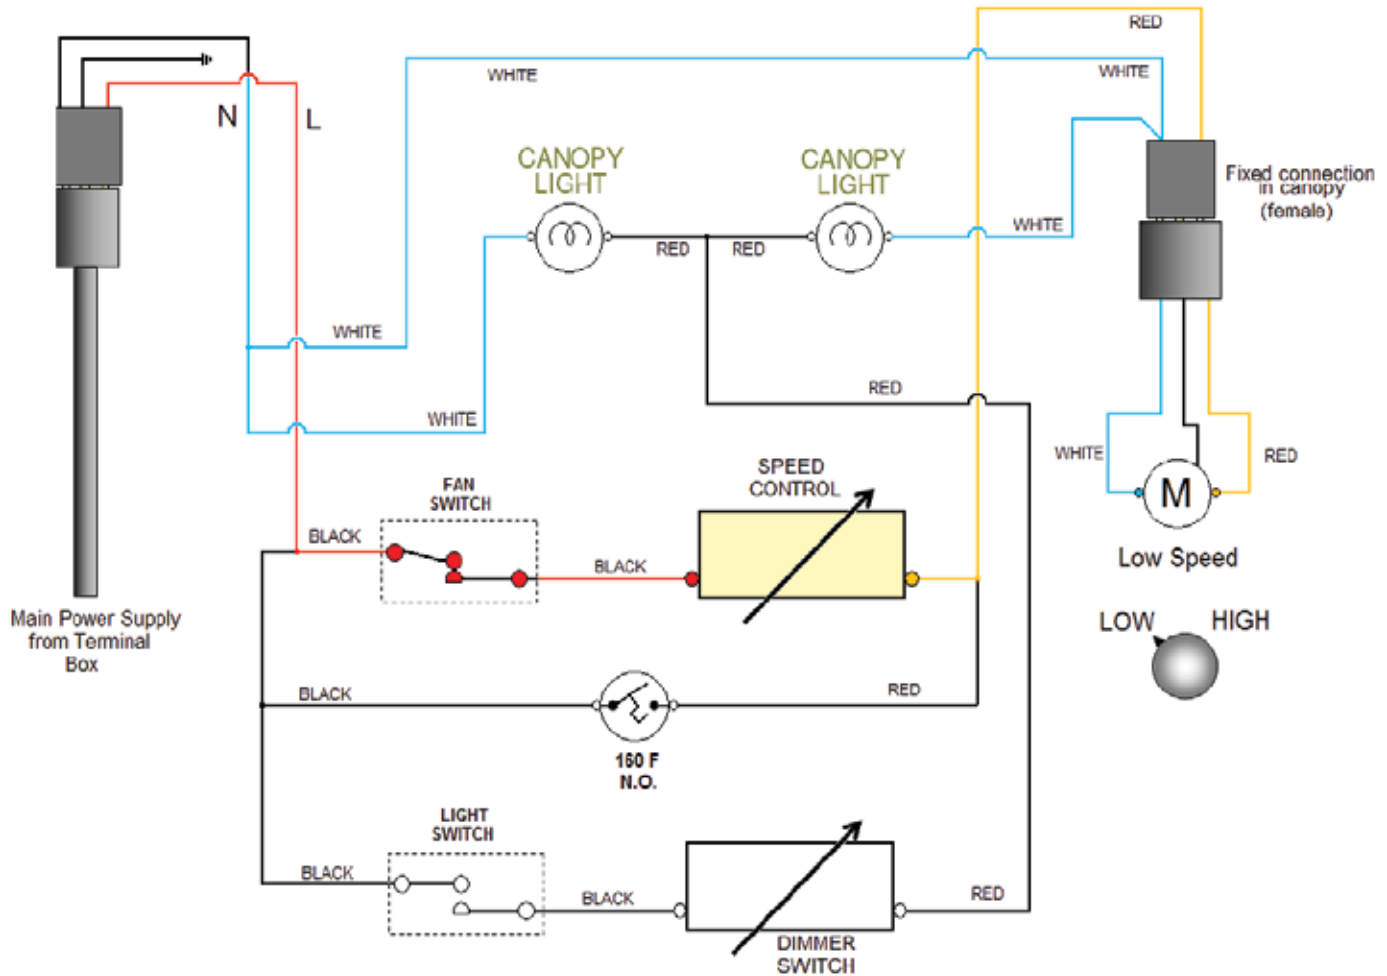 RED
WHITE
WHITE
N
L
CANOPY
LIGHT
CANOPY
LIGHT
Fixed connection
in canopy
(female)
RED
RED
WHITE
WHITE
RED
WHITE
WHITE
RED
M
Low Speed
LOW
HIGH
SPEED
CONTROL
FAN
SWITCH
BLACK
BLACK
Main Power Supply
from Terminal
Box
BLACK
RED
160 F
N.O.
LIGHT
SWITCH
BLACK
BLACK
RED
DIMMER
SWITCH